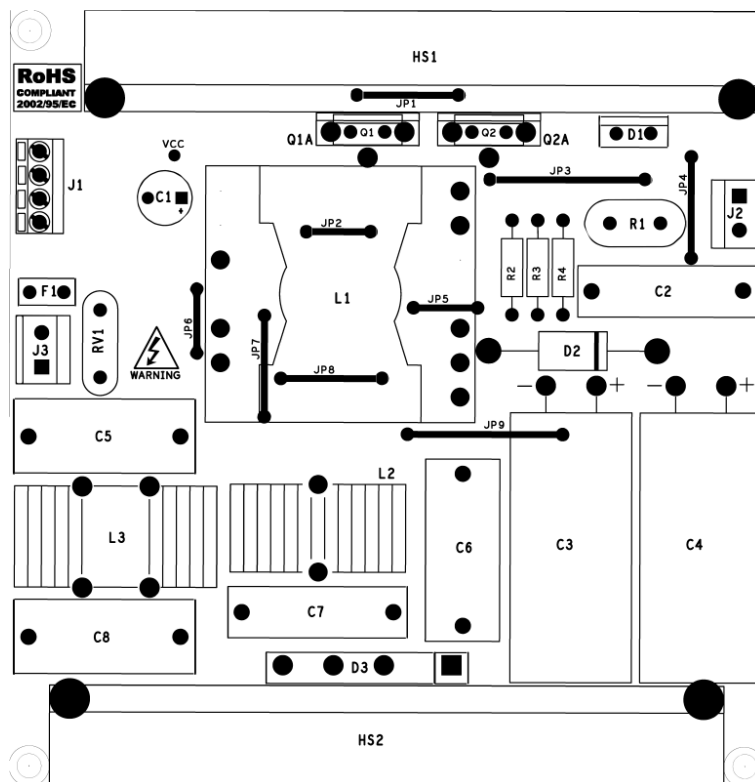 HS1
RoHS
COMPLIANT
2002/95/EC
JP1
Q1A
Q1
Q2
Q2A
D1
VCC
J1
C1
+
JP2
JP3
JP4
J2
R1
R2
R3
R4
L1
C2
F1
JP5
JP6
JP7
RV1
J3
WARNING
D2
JP8
− +
− +
JP9
C5
L2
L3
C6
C3
C4
C7
C8
D3
HS2